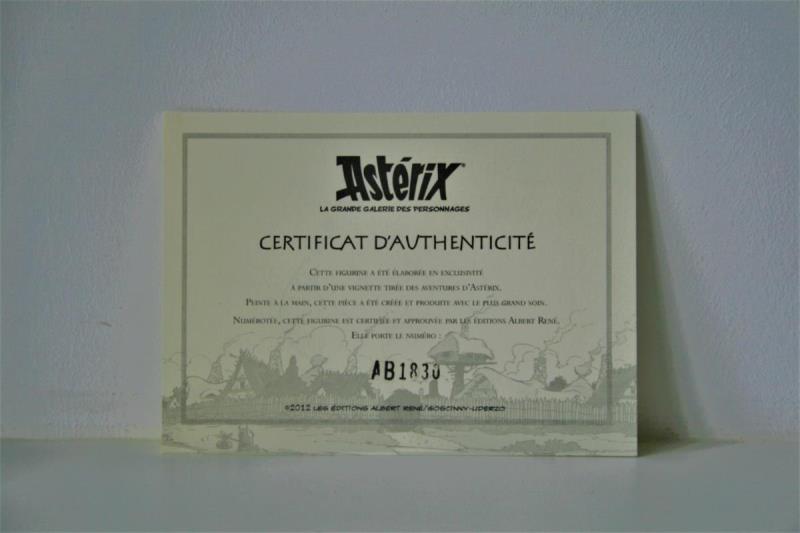 Astérix®
LA GRANDE GALERIE DES PERSONNAGES
CERTIFICAT D'AUTHENTICITÉ
CETTE FIGURINE A ÉTÉ ÉLABORÉE EN EXCLUSIVITÉ
À PARTIR D'UNE VIGNETTE TIRÉE DES AVENTURES D'ASTÉRIX.
PEINTE À LA MAIN, CETTE PIÈCE A ÉTÉ CRÉÉE ET PRODUITE AVEC LE PLUS GRAND SOIN.
NUMÉROTÉE, CETTE FIGURINE EST CERTIFIÉE ET APPROUVÉE PAR LES ÉDITIONS ALBERT RENÉ.
ELLE PORTE LE NUMÉRO :
AB1830
©2012 LES ÉDITIONS ALBERT RENÉ/GOSCINNY-UDERZO